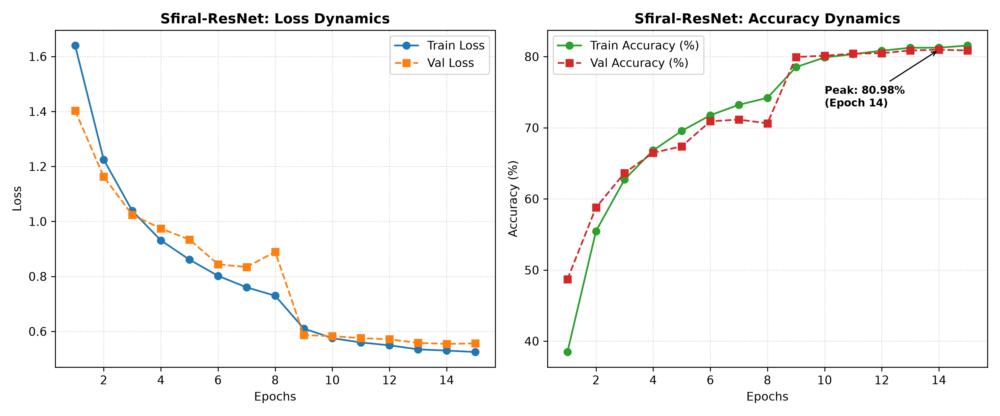 Sfiral-ResNet: Loss Dynamics
Train Loss
Val Loss
1.6
1.4
1.2
1.0
0.8
0.6
Loss
2 4 6 8 10 12 14
Epochs
Sfiral-ResNet: Accuracy Dynamics
Train Accuracy (%)
Val Accuracy (%)
Peak: 80.98%
(Epoch 14)
80
70
60
50
40
Accuracy (%)
2 4 6 8 10 12 14
Epochs